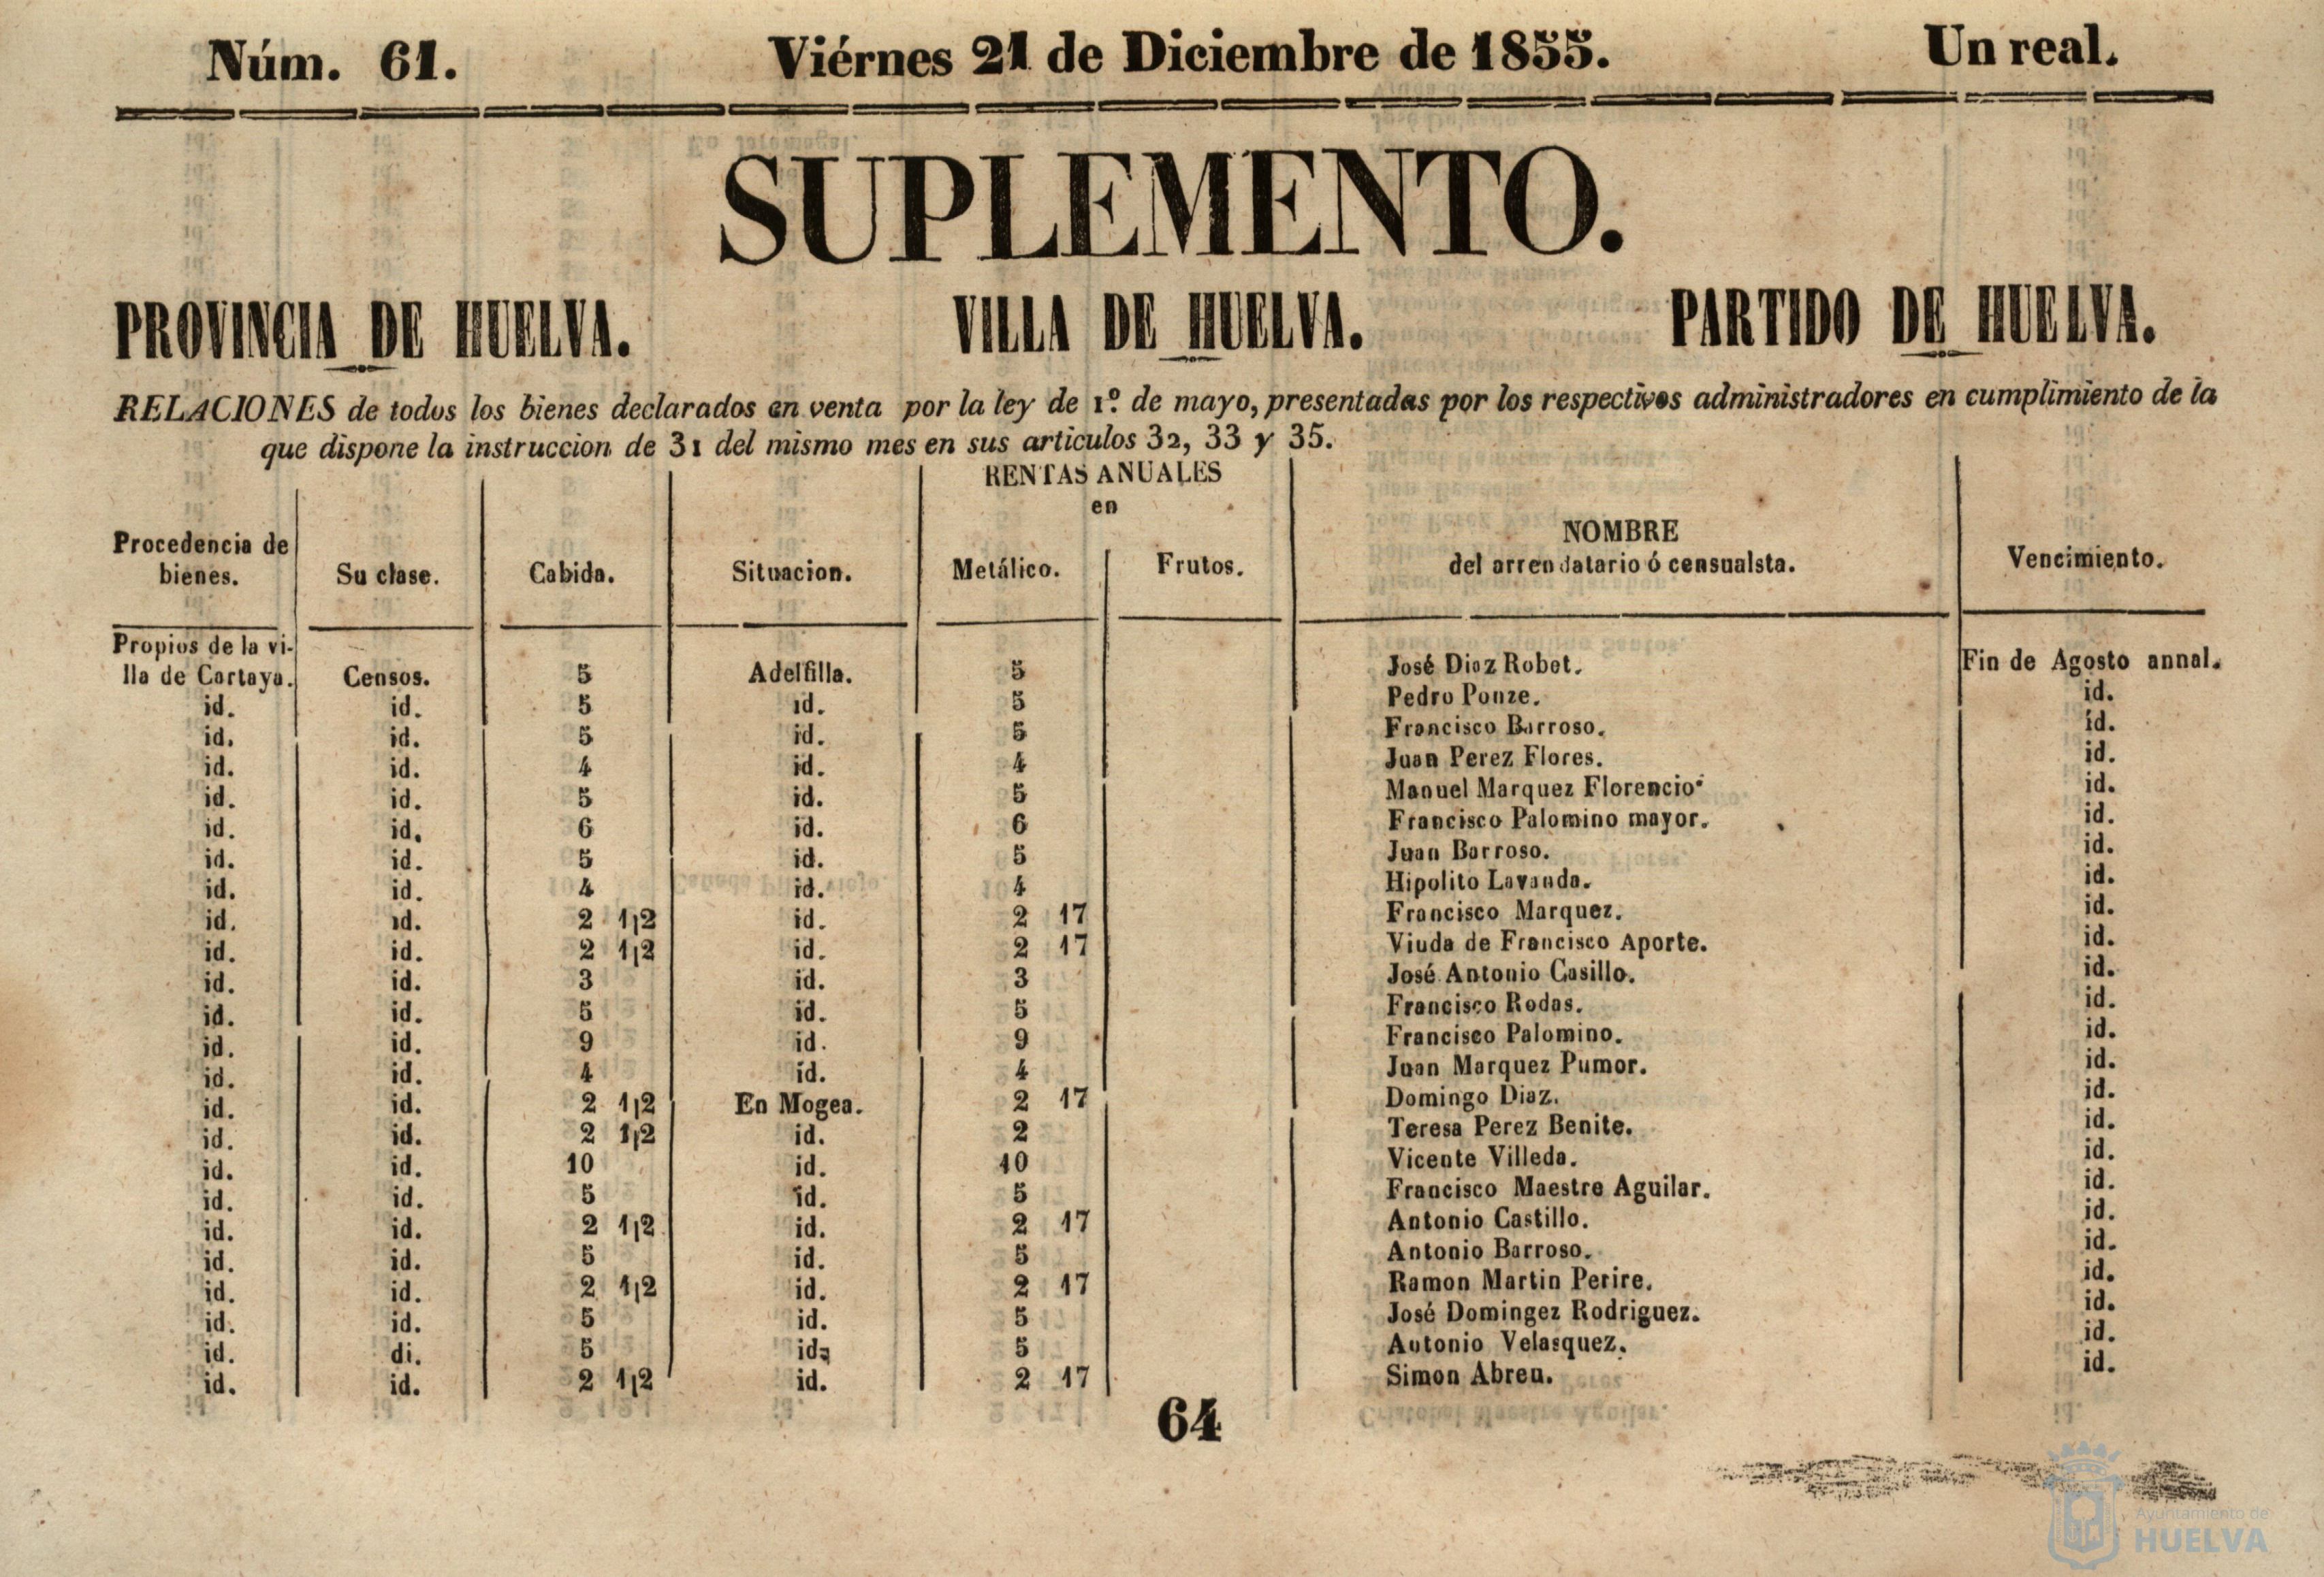 Núm. 61. Viérnes 21 de Diciembre de 1855. Un real.
SUPLEMENTO.
PROVINCIA DE HUELVA. VILLA DE HUELVA. PARTIDO DE HUELVA.
RELACIONES de todos los bienes declarados en venta por la ley de 1º. de mayo, presentadas por los respectivos administradores en cumplimiento de la
que dispone la instruccion de 31 del mismo mes en sus articulos 32, 33 y 35.
RENTAS ANUALES
en
Procedencia de bienes. Su clase. Cabida. Situacion. Metálico. Frutos. NOMBRE del arrendatario ó censualsta. Vencimiento.
Propios de la vi-
lla de Cartaya. Censos. 5 Adelfilla. 5 José Diaz Robet. Fin de Agosto annal.
id. id. 5 id. 5 Pedro Ponze. id.
id. id. 5 id. 5 Francisco Barroso. id.
id. id. 4 id. 4 Juan Perez Flores. id.
id. id. 5 id. 5 Manuel Marquez Florencio. id.
id. id. 6 id. 6 Francisco Palomino mayor. id.
id. id. 5 id. 5 Juan Barroso. id.
id. id. 4 id. 4 Hipolito Lavanda. id.
id. id. 2 1|2 id. 2 17 Francisco Marquez. id.
id. id. 2 1|2 id. 2 17 Viuda de Francisco Aporte. id.
id. id. 3 id. 3 José Antonio Casillo. id.
id. id. 5 id. 5 Francisco Rodas. id.
id. id. 9 id. 9 Francisco Palomino. id.
id. id. 4 id. 4 Juan Marquez Pumor. id.
id. id. 2 1|2 En Mogea. 2 17 Domingo Diaz. id.
id. id. 2 1|2 id. 2 Teresa Perez Benite. id.
id. id. 10 id. 10 Vicente Villeda. id.
id. id. 5 id. 5 Francisco Maestre Aguilar. id.
id. id. 2 1|2 id. 2 17 Antonio Castillo. id.
id. id. 5 id. 5 Antonio Barroso. id.
id. id. 2 1|2 id. 2 17 Ramon Martin Perire. id.
id. id. 5 id. 5 José Domingez Rodriguez. id.
id. di. 5 id. 5 Antonio Velasquez. id.
id. id. 2 1|2 id. 2 17 Simon Abreu. id.
64
Ayuntamiento de
HUELVA